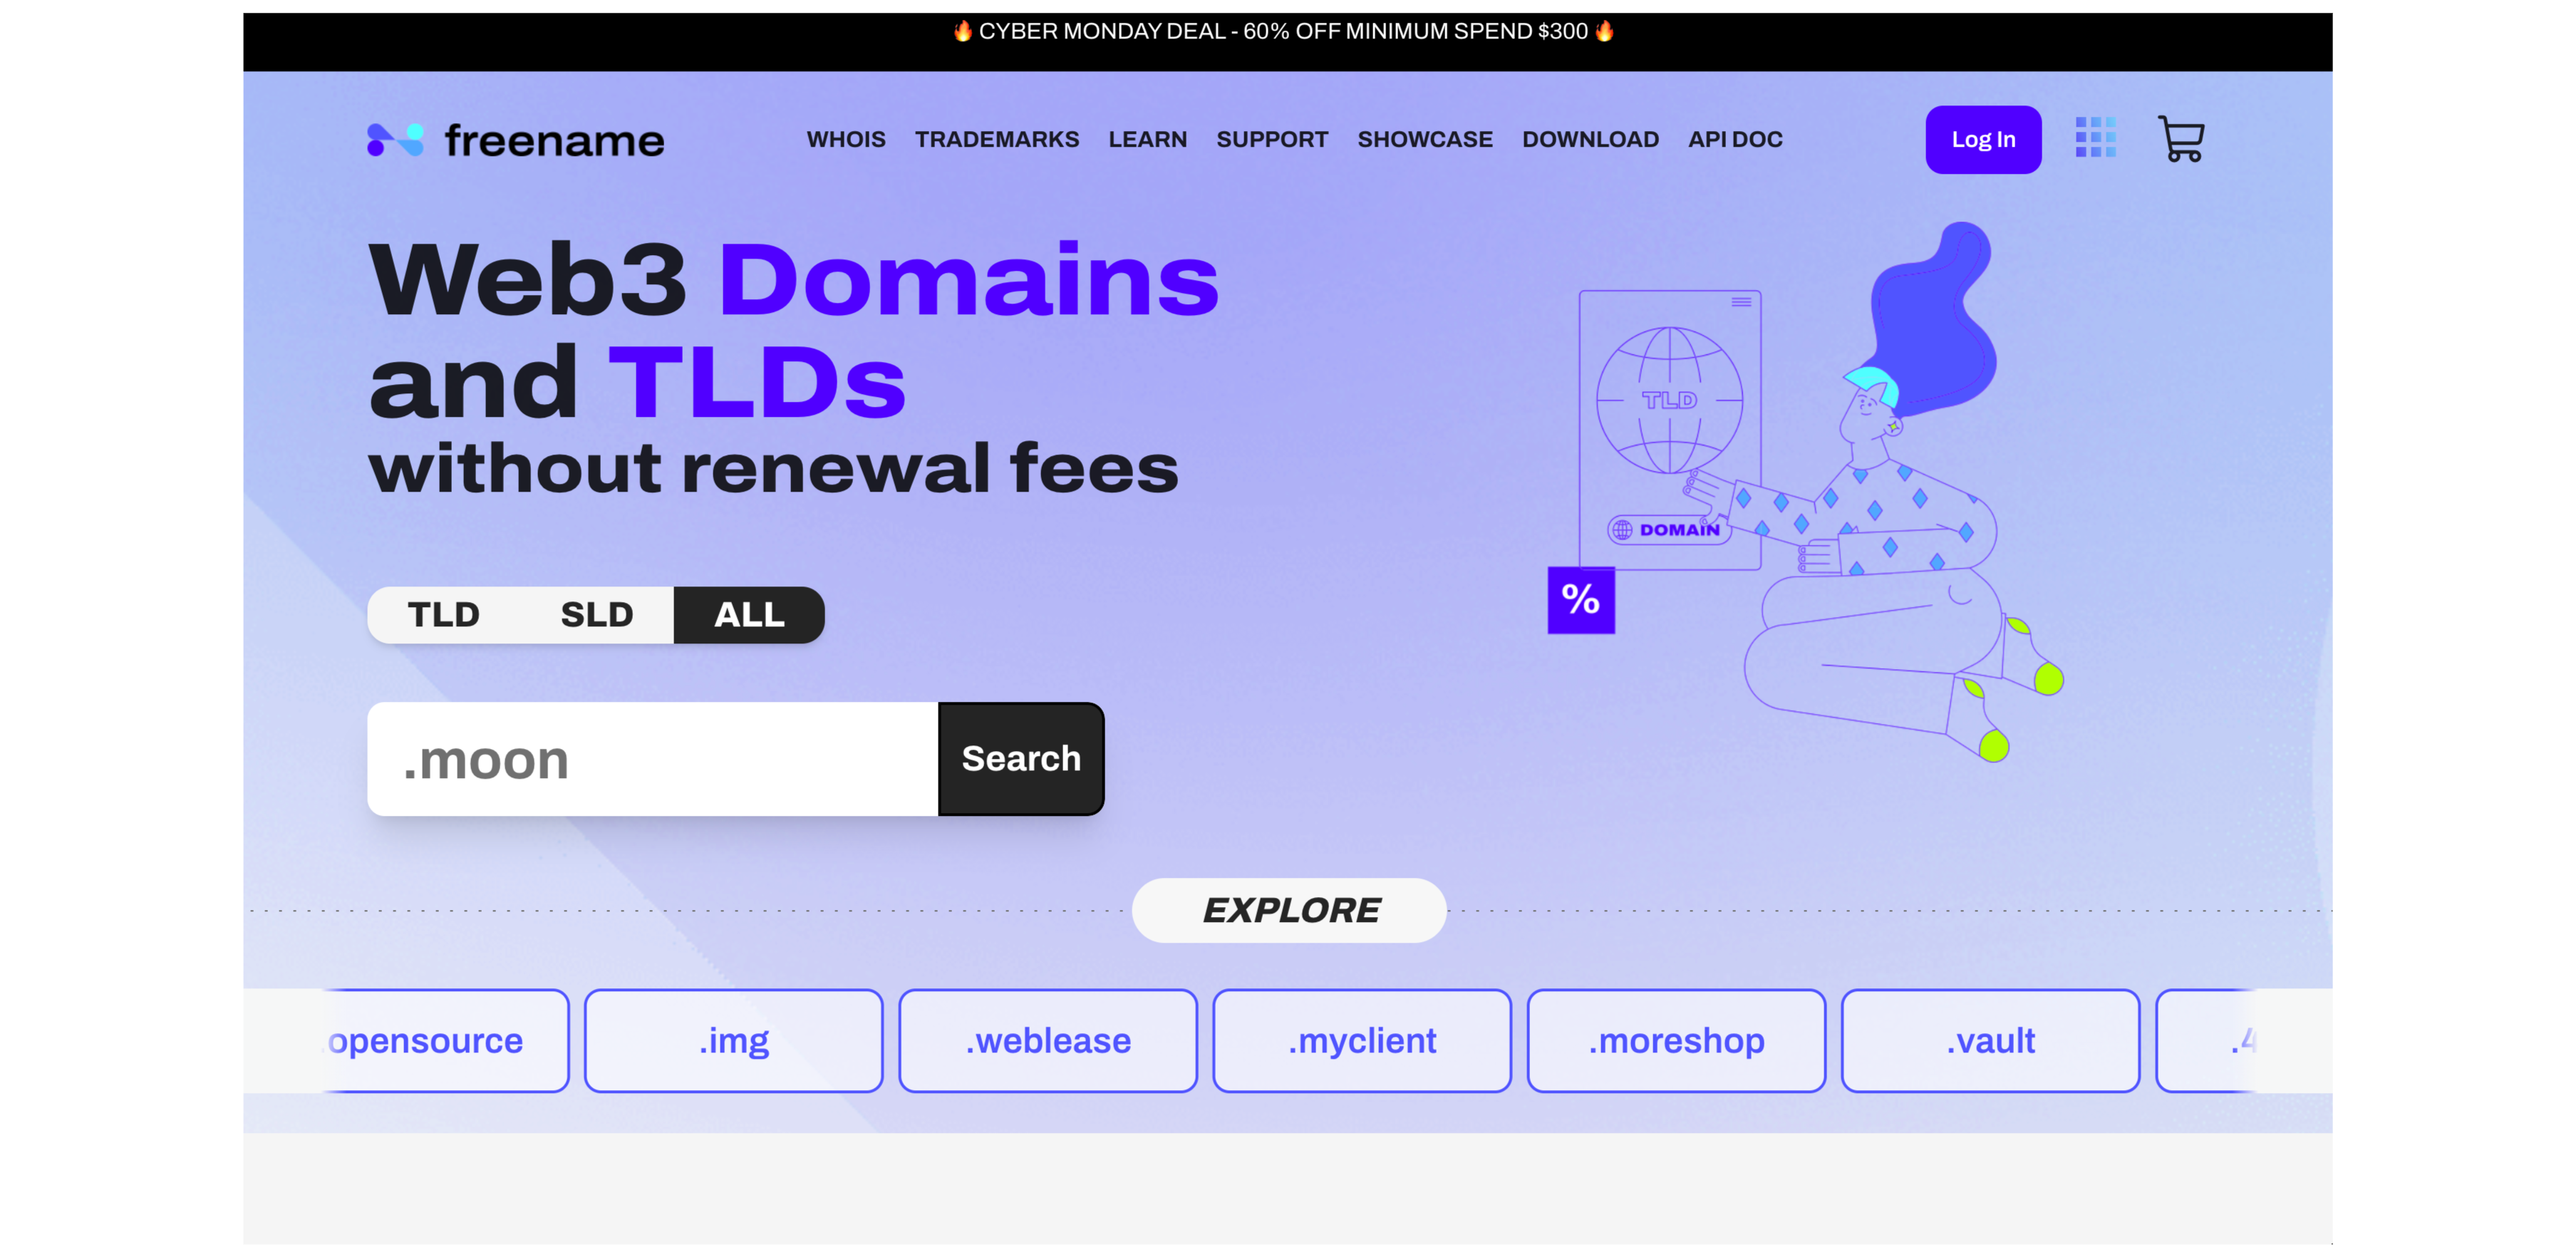 🔥 CYBER MONDAY DEAL - 60% OFF MINIMUM SPEND $300 🔥
freename
WHOIS TRADEMARKS LEARN SUPPORT SHOWCASE DOWNLOAD API DOC
Log In
Web3 Domains
and TLDs
without renewal fees
TLD
DOMAIN
%
TLD SLD ALL
.moon
Search
EXPLORE
opensource .img .weblease .myclient .moreshop .vault .4